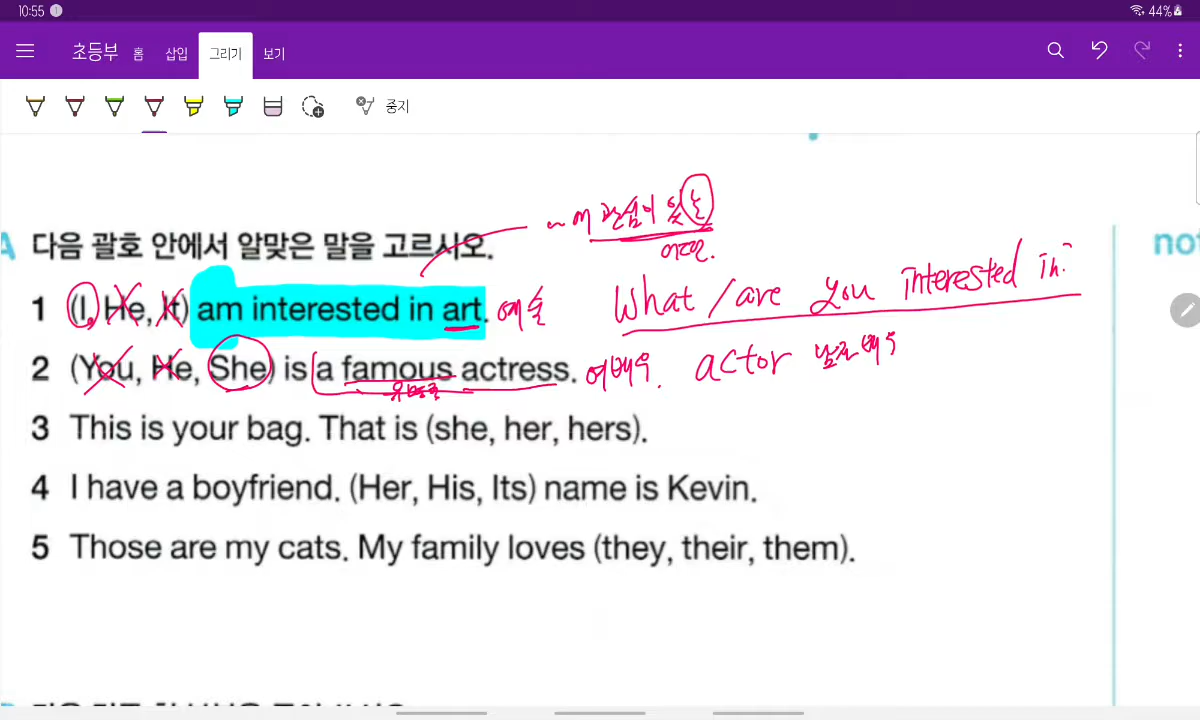 10:55 1 44%
초등부 홈 삽입 그리기 보기
중지
~에 관심이 있는
A 다음 괄호 안에서 알맞은 말을 고르시오.
not
1 (I, He, It) am interested in art. 예술
What / are you interested in?
2 (You, He, She) is a famous actress. 여배우. actor 남자배우
유명한
3 This is your bag. That is (she, her, hers).
4 I have a boyfriend. (Her, His, Its) name is Kevin.
5 Those are my cats. My family loves (they, their, them).